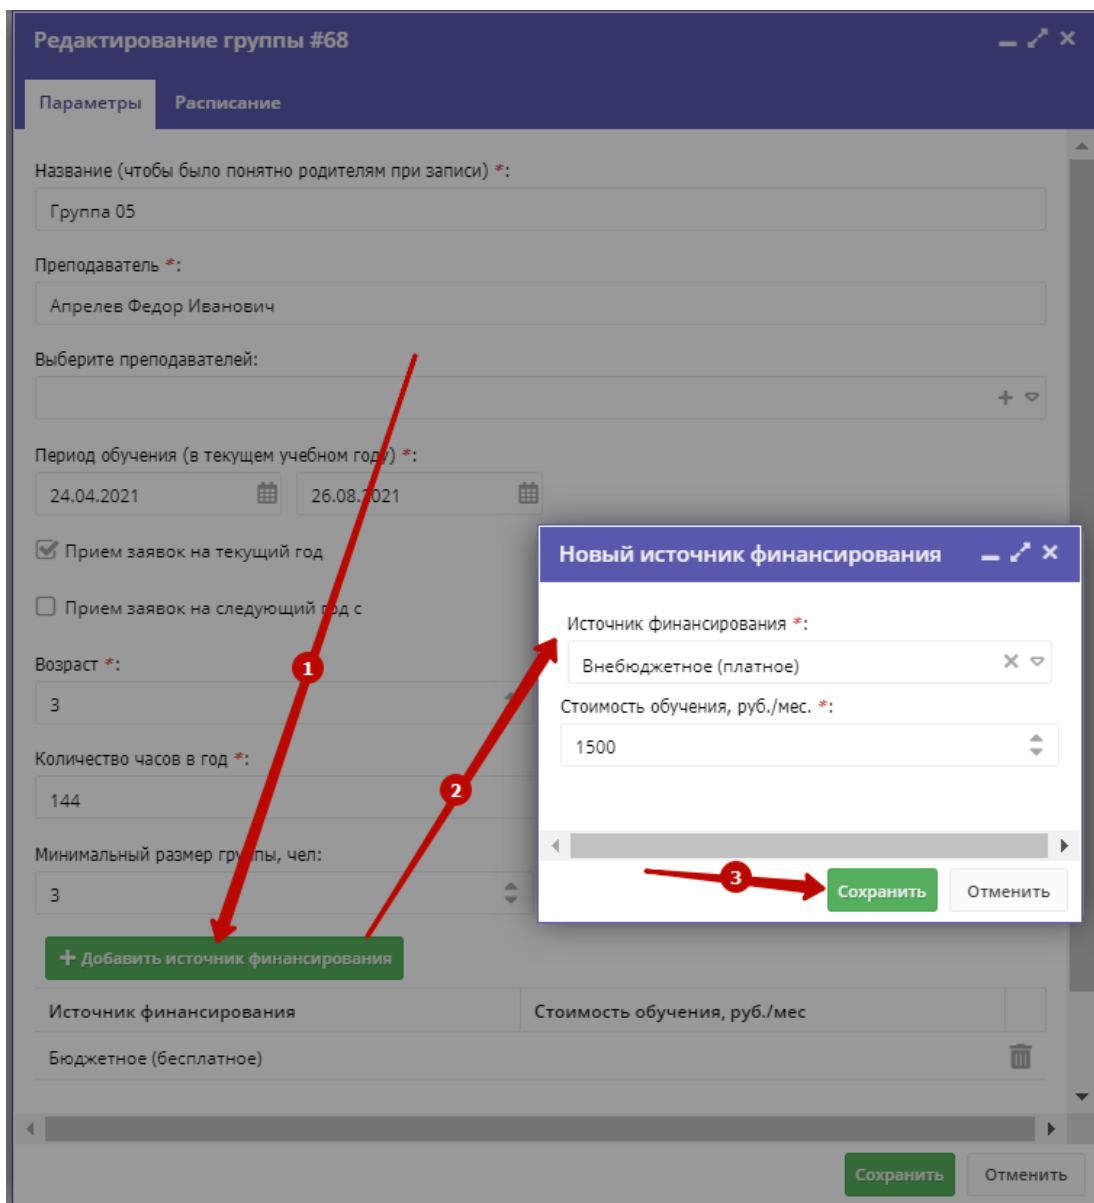 Редактирование группы #68
Параметры Расписание
Название (чтобы было понятно родителям при записи) *:
Группа 05
Преподаватель *:
Апрелев Федор Иванович
Выберите преподавателей:
Период обучения (в текущем учебном году) *:
24.04.2021 26.08.2021
Прием заявок на текущий год
Прием заявок на следующий год с
Возраст *:
3
Количество часов в год *:
144
Минимальный размер группы, чел:
3
Новый источник финансирования
Источник финансирования *:
Внебюджетное (платное)
Стоимость обучения, руб./мес. *:
1500
Сохранить Отменить
1
2
3
+ Добавить источник финансирования
Источник финансирования Стоимость обучения, руб./мес
Бюджетное (бесплатное)
Сохранить Отменить